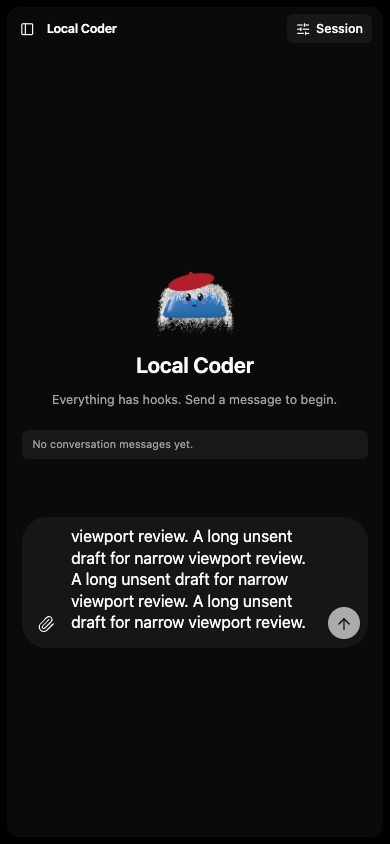 Local Coder
Session
Local Coder
Everything has hooks. Send a message to begin.
No conversation messages yet.
viewport review. A long unsent
draft for narrow viewport review.
A long unsent draft for narrow
viewport review. A long unsent
draft for narrow viewport review.